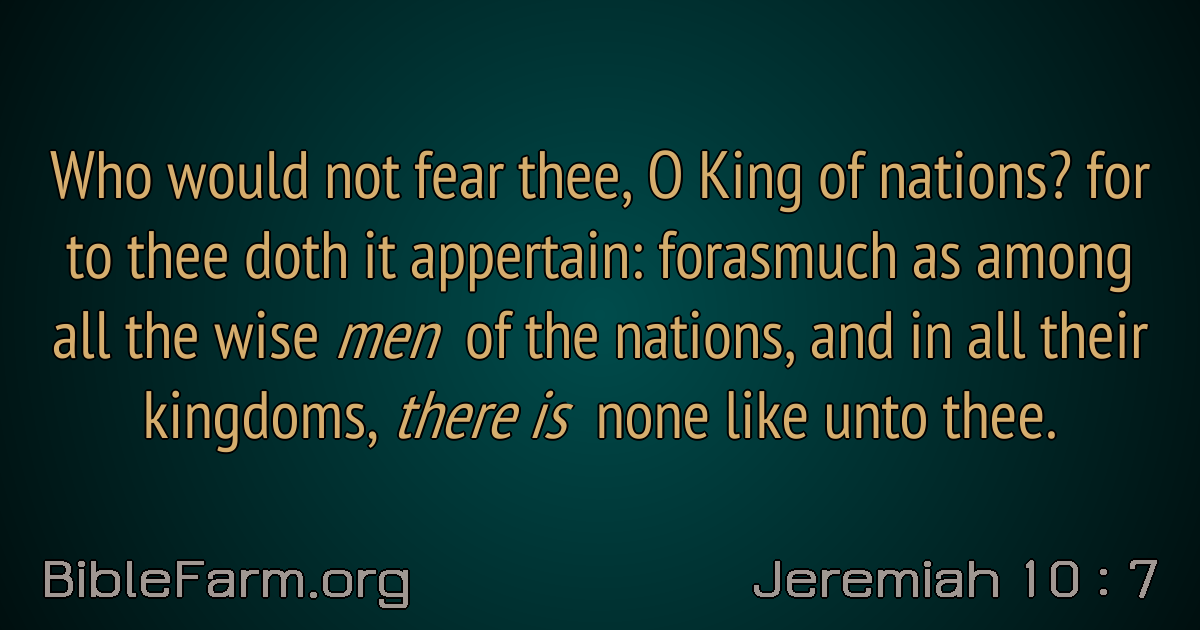 Who would not fear thee, O King of nations? for
to thee doth it appertain: forasmuch as among
all the wise men of the nations, and in all their
kingdoms, there is none like unto thee.
BibleFarm.org
Jeremiah 10 : 7